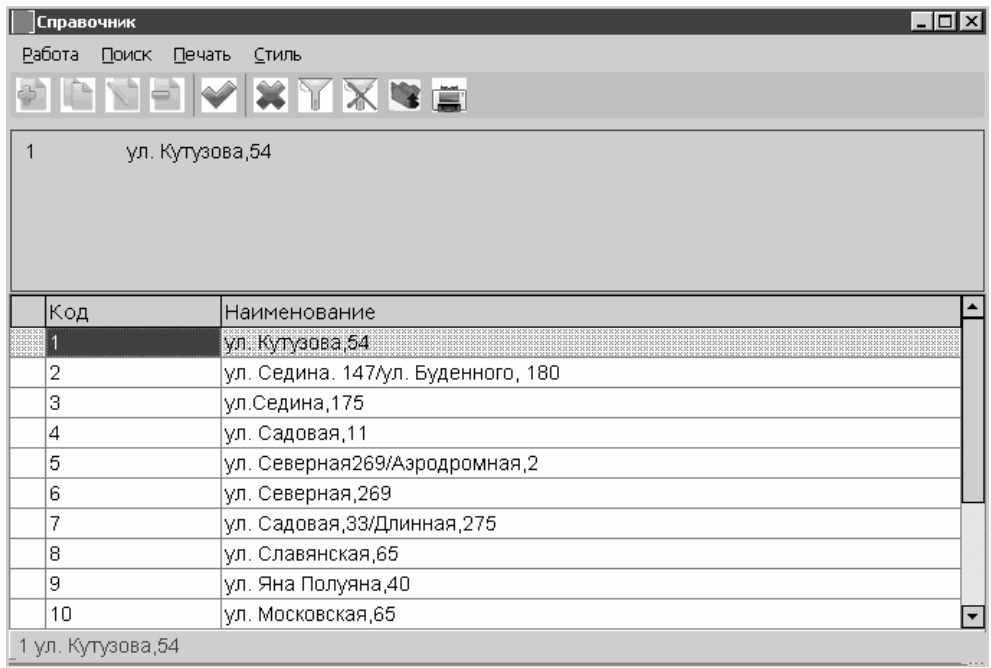 Справочник
Работа Поиск Печать Стиль
1 ул. Кутузова,54
Код Наименование
1 ул. Кутузова,54
2 ул. Седина. 147/ул. Буденного, 180
3 ул.Седина,175
4 ул. Садовая,11
5 ул. Северная269/Аэродромная,2
6 ул. Северная,269
7 ул. Садовая,33/Длинная,275
8 ул. Славянская,65
9 ул. Яна Полуяна,40
10 ул. Московская,65
1 ул. Кутузова,54